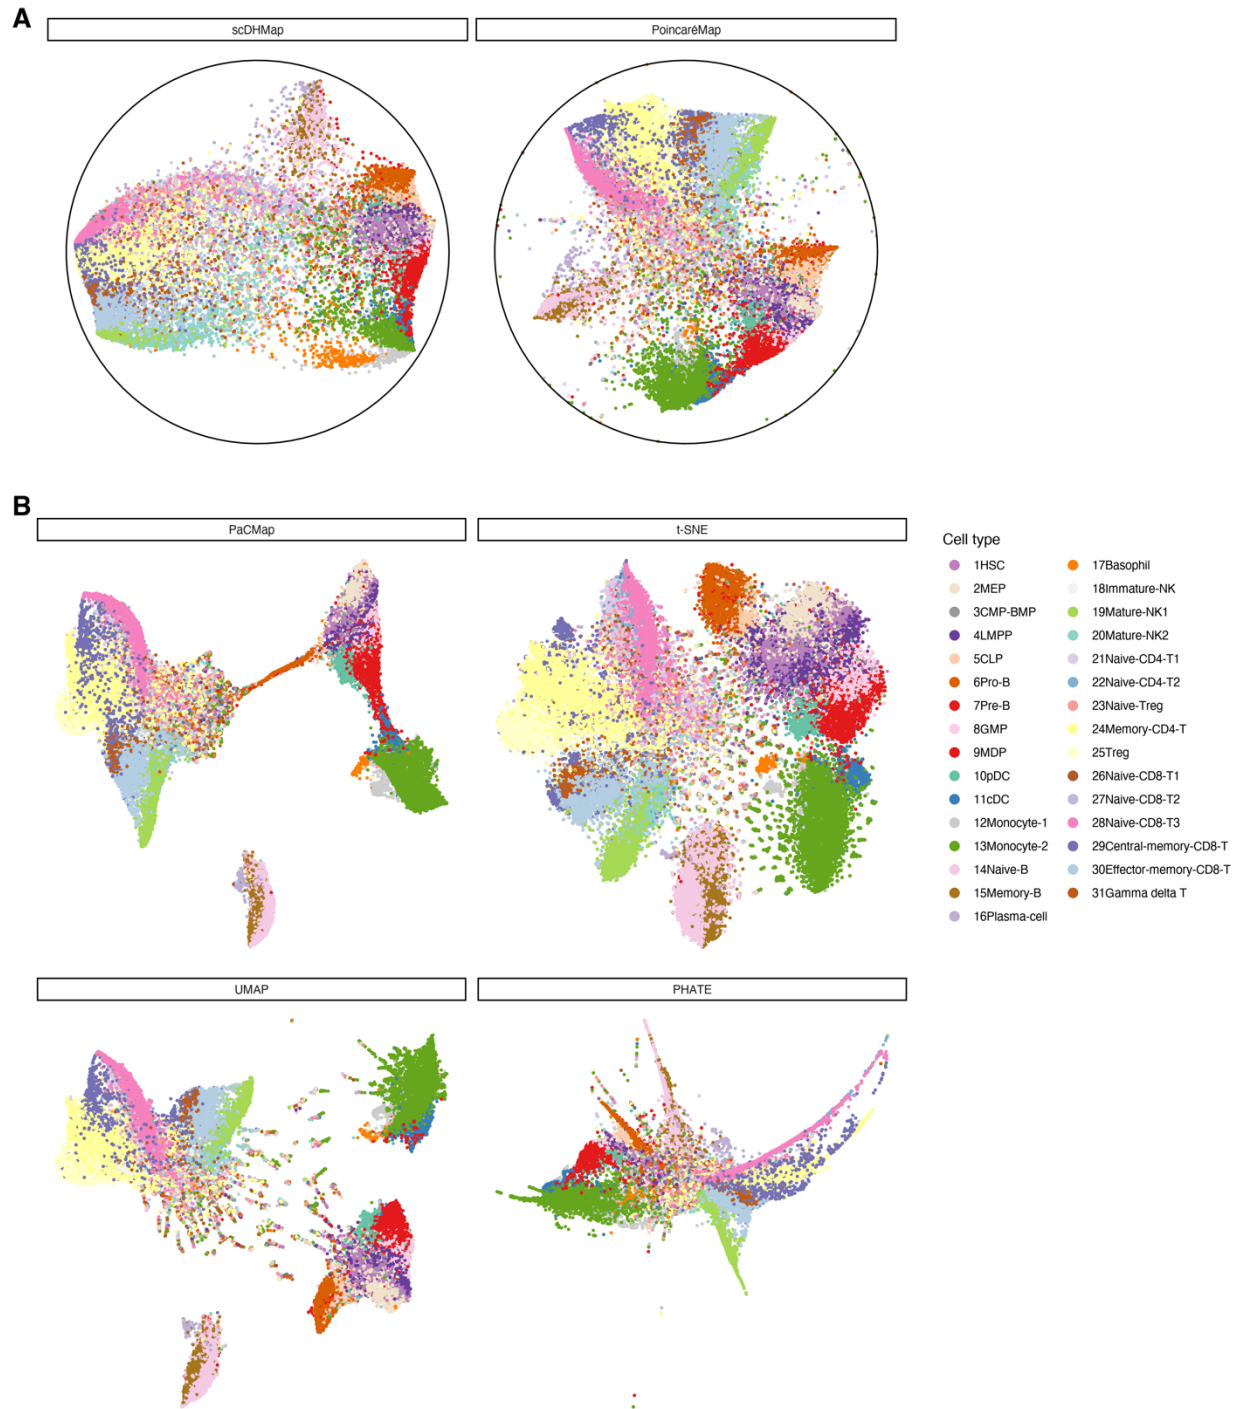 A
scDHMap
PoincaréMap
B
PaCMap
t-SNE
Cell type
1HSC
2MEP
3CMP-BMP
4LMPP
5CLP
6Pro-B
7Pre-B
8GMP
9MDP
10pDC
11cDC
12Monocyte-1
13Monocyte-2
14Naive-B
15Memory-B
16Plasma-cell
17Basophil
18Immature-NK
19Mature-NK1
20Mature-NK2
21Naive-CD4-T1
22Naive-CD4-T2
23Naive-Treg
24Memory-CD4-T
25Treg
26Naive-CD8-T1
27Naive-CD8-T2
28Naive-CD8-T3
29Central-memory-CD8-T
30Effector-memory-CD8-T
31Gamma delta T
UMAP
PHATE